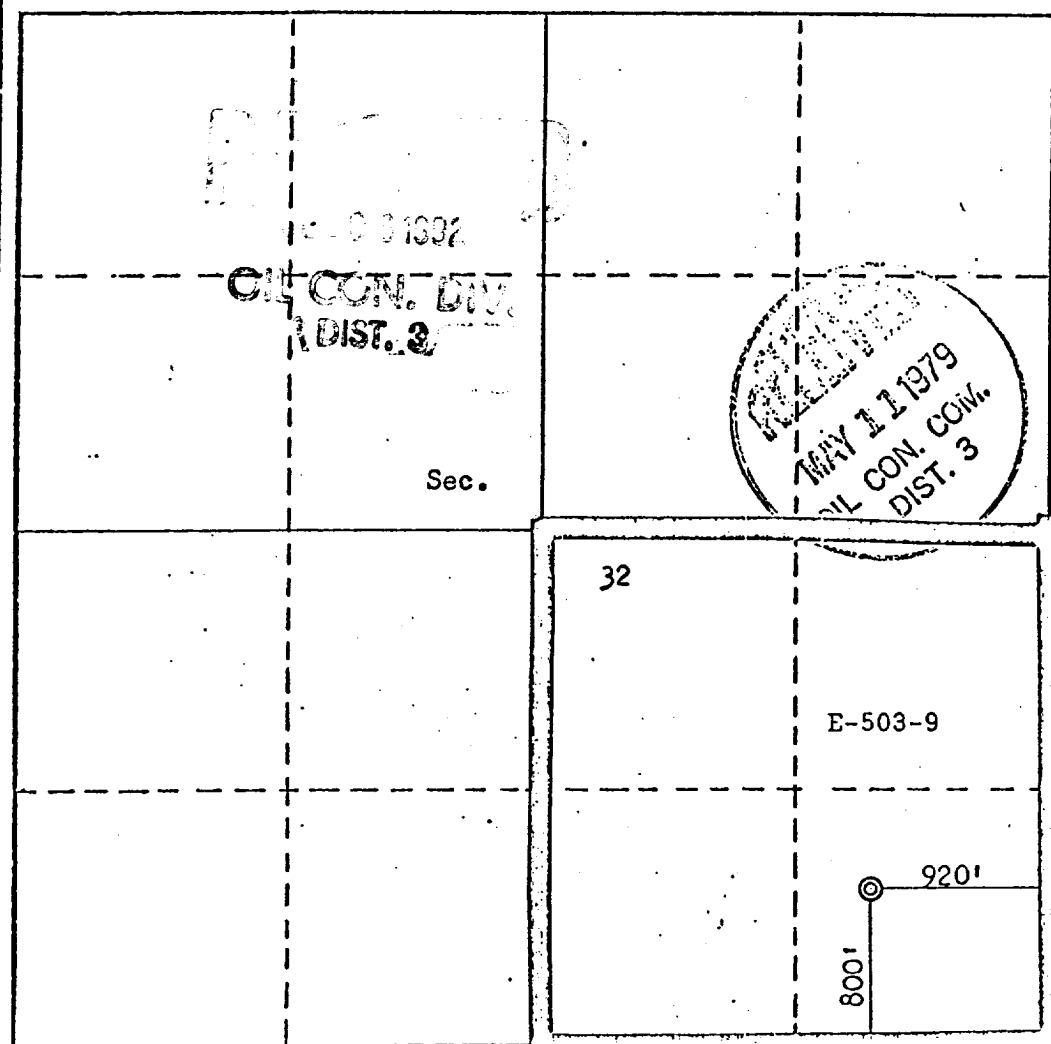 OIL CON. DIV.
DIST. 3
RECEIVED
MAY 11 1979
OIL CON. COM.
DIST. 3
Sec.
32
E-503-9
920'
800'